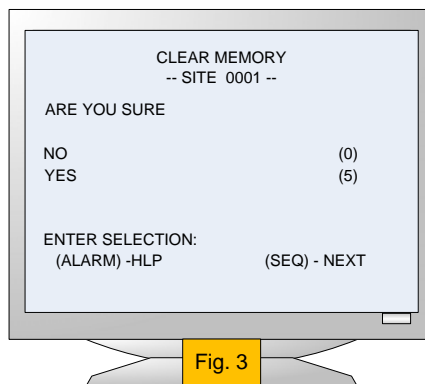 CLEAR MEMORY
-- SITE 0001 --
ARE YOU SURE
NO (0)
YES (5)
ENTER SELECTION:
(ALARM) -HLP (SEQ) - NEXT
Fig. 3